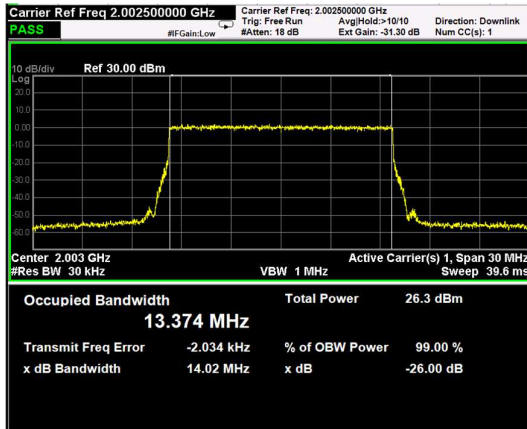 Carrier Ref Freq 2.002500000 GHz
PASS
#IFGain:Low
Carrier Ref Freq: 2.002500000 GHz
Trig: Free Run
#Atten: 18 dB
Avg|Hold:>10/10
Ext Gain: -31.30 dB
Direction: Downlink
Num CC(s): 1
10 dB/div
Log
Ref 30.00 dBm
20.0
10.0
0.00
-10.0
-20.0
-30.0
-40.0
-50.0
-60.0
Center 2.003 GHz
Active Carrier(s) 1, Span 30 MHz
#Res BW 30 kHz
VBW 1 MHz
Sweep 39.6 ms
Occupied Bandwidth
13.374 MHz
Total Power 26.3 dBm
Transmit Freq Error -2.034 kHz
% of OBW Power 99.00 %
x dB Bandwidth 14.02 MHz
x dB -26.00 dB